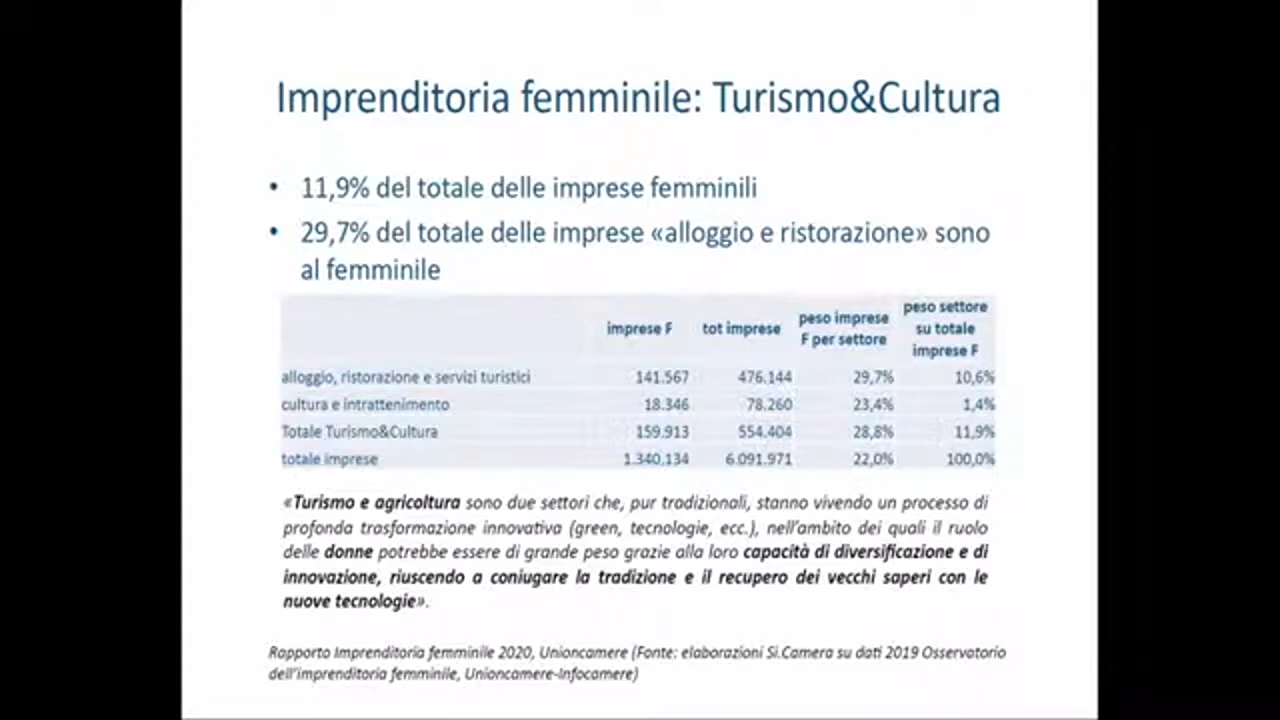 Imprenditoria femminile: Turismo&Cultura
• 11,9% del totale delle imprese femminili
• 29,7% del totale delle imprese «alloggio e ristorazione» sono
al femminile
imprese F tot imprese peso imprese F per settore peso settore su totale imprese F
alloggio, ristorazione e servizi turistici 141.567 476.144 29,7% 10,6%
cultura e intrattenimento 18.346 78.260 23,4% 1,4%
Totale Turismo&Cultura 159.913 554.404 28,8% 11,9%
totale imprese 1.340.134 6.091.971 22,0% 100,0%
«Turismo e agricoltura sono due settori che, pur tradizionali, stanno vivendo un processo di
profonda trasformazione innovativa (green, tecnologie, ecc.), nell'ambito dei quali il ruolo
delle donne potrebbe essere di grande peso grazie alla loro capacità di diversificazione e di
innovazione, riuscendo a coniugare la tradizione e il recupero dei vecchi saperi con le
nuove tecnologie».
Rapporto Imprenditoria femminile 2020, Unioncamere (Fonte: elaborazioni Si.Camera su dati 2019 Osservatorio
dell'imprenditoria femminile, Unioncamere-Infocamere)